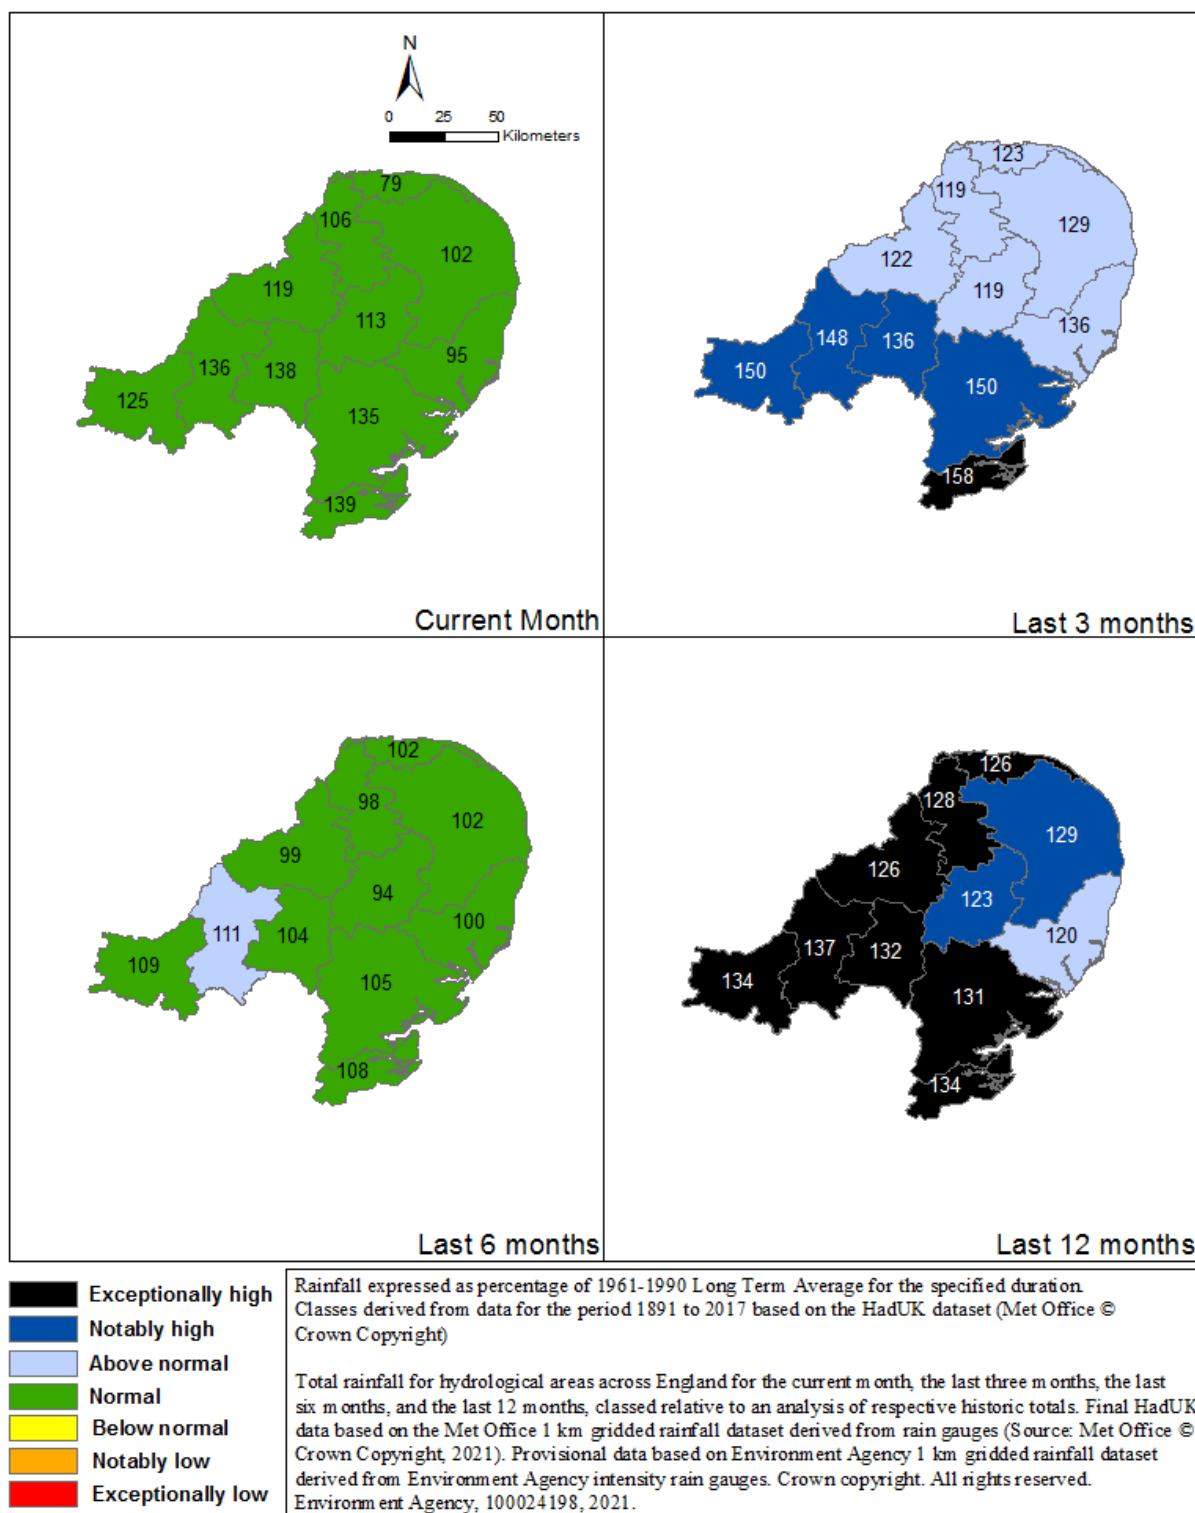 N
0 25 50
Kilometers
79
106
102
119
113
95
136
138
125
135
139
Current Month
123
119
129
122
119
136
148
136
150
150
158
Last 3 months
102
98
102
99
94
100
111
104
109
105
108
Last 6 months
126
128
129
126
123
120
137
132
134
131
134
Last 12 months
Exceptionally high
Notably high
Above normal
Normal
Below normal
Notably low
Exceptionally low
Rainfall expressed as percentage of 1961-1990 Long Term Average for the specified duration.
Classes derived from data for the period 1891 to 2017 based on the HadUK dataset (Met Office ©
Crown Copyright)
Total rainfall for hydrological areas across England for the current month, the last three months, the last
six months, and the last 12 months, classed relative to an analysis of respective historic totals. Final HadUK
data based on the Met Office 1 km gridded rainfall dataset derived from rain gauges (Source: Met Office ©
Crown Copyright, 2021). Provisional data based on Environment Agency 1 km gridded rainfall dataset
derived from Environment Agency intensity rain gauges. Crown copyright. All rights reserved.
Environment Agency, 100024198, 2021.